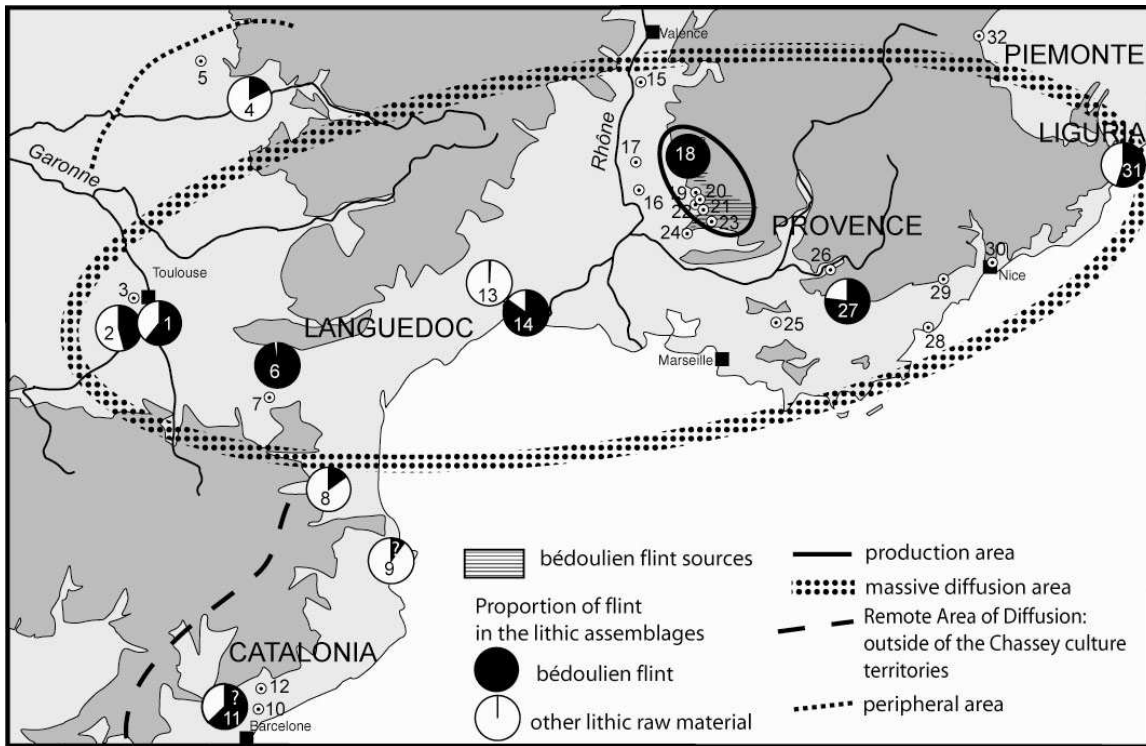 Valence
32
PIEMONTE
5
15
4
LIGURIA
Garonne
Rhône
17
18
31
16
19
20
21
22
23
24
PROVENCE
26
30
Nice
Toulouse
3
13
29
2
1
LANGUEDOC
14
27
25
28
Marseille
6
7
8
?
9
CATALONIA
12
?
11
10
Barcelone
bédoulien flint sources
Proportion of flint
in the lithic assemblages
bédoulien flint
other lithic raw material
production area
massive diffusion area
Remote Area of Diffusion:
outside of the Chassey culture
territories
peripheral area